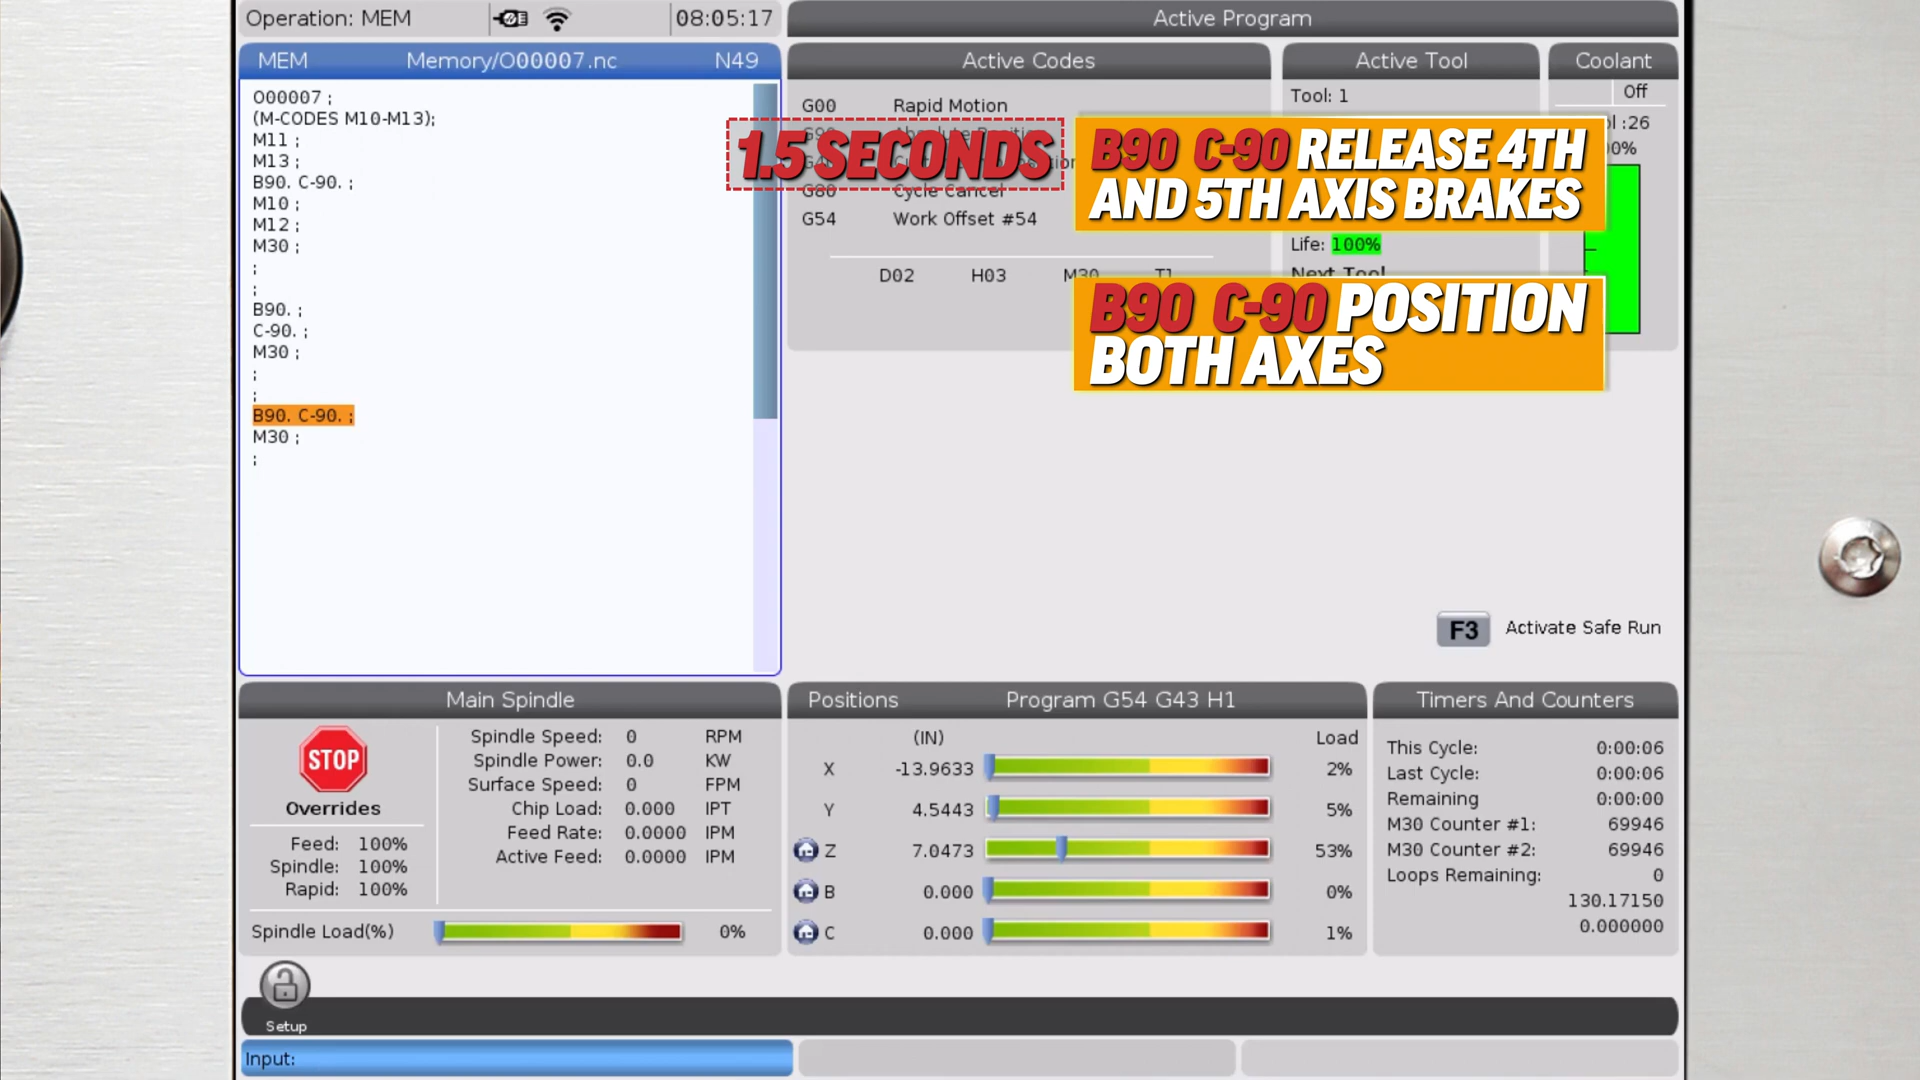 Operation: MEM
08:05:17
MEM Memory/O00007.nc N49
O00007 ;
(M-CODES M10-M13);
M11 ;
M13 ;
B90. C-90. ;
M10 ;
M12 ;
M30 ;
;
;
B90. ;
C-90. ;
M30 ;
;
;
B90. C-90. ;
M30 ;
;
Active Program
Active Codes
G00 Rapid Motion
G80 Cycle Cancel
G54 Work Offset #54
D02 H03 M30 T1
1.5 SECONDS
B90 C-90 RELEASE 4TH
AND 5TH AXIS BRAKES
B90 C-90 POSITION
BOTH AXES
Active Tool
Tool: 1
Life: 100%
Next Tool
Coolant
Off
:26
F3 Activate Safe Run
Main Spindle
STOP
Overrides
Feed: 100%
Spindle: 100%
Rapid: 100%
Spindle Speed: 0 RPM
Spindle Power: 0.0 KW
Surface Speed: 0 FPM
Chip Load: 0.000 IPT
Feed Rate: 0.0000 IPM
Active Feed: 0.0000 IPM
Spindle Load(%) 0%
Positions Program G54 G43 H1
(IN) Load
X -13.9633 2%
Y 4.5443 5%
Z 7.0473 53%
B 0.000 0%
C 0.000 1%
Timers And Counters
This Cycle: 0:00:06
Last Cycle: 0:00:06
Remaining 0:00:00
M30 Counter #1: 69946
M30 Counter #2: 69946
Loops Remaining: 0
130.17150
0.000000
Setup
Input: